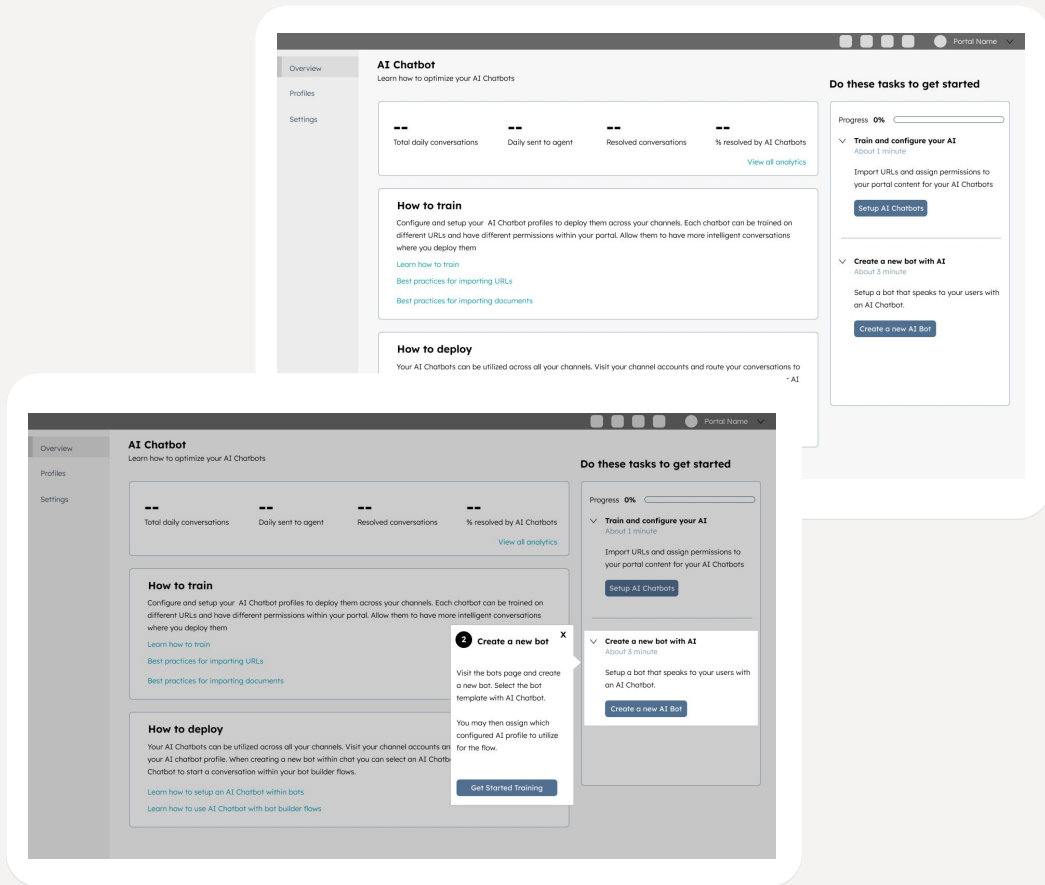 Portal Name
Overview
Profiles
Settings
AI Chatbot
Learn how to optimize your AI Chatbots
--
--
--
--
Total daily conversations
Daily sent to agent
Resolved conversations
% resolved by AI Chatbots
View all analytics
How to train
Configure and setup your AI Chatbot profiles to deploy them across your channels. Each chatbot can be trained on
different URLs and have different permissions within your portal. Allow them to have more intelligent conversations
where you deploy them
Learn how to train
Best practices for importing URLs
Best practices for importing documents
How to deploy
Your AI Chatbots can be utilized across all your channels. Visit your channel accounts and route your conversations to
AI
Do these tasks to get started
Progress 0%
Train and configure your AI
About 1 minute
Import URLs and assign permissions to
your portal content for your AI Chatbots
Setup AI Chatbots
Create a new bot with AI
About 3 minute
Setup a bot that speaks to your users with
an AI Chatbot.
Create a new AI Bot
Portal Name
Overview
Profiles
Settings
AI Chatbot
Learn how to optimize your AI Chatbots
--
--
--
--
Total daily conversations
Daily sent to agent
Resolved conversations
% resolved by AI Chatbots
View all analytics
How to train
Configure and setup your AI Chatbot profiles to deploy them across your channels. Each chatbot can be trained on
different URLs and have different permissions within your portal. Allow them to have more intelligent conversations
where you deploy them
Learn how to train
Best practices for importing URLs
Best practices for importing documents
How to deploy
Your AI Chatbots can be utilized across all your channels. Visit your channel accounts an
your AI chatbot profile. When creating a new bot within chat you can select an AI Chatb
Chatbot to start a conversation within your bot builder flows.
Learn how to setup an AI Chatbot within bots
Learn how to use AI Chatbot with bot builder flows
2 Create a new bot X
Visit the bots page and create
a new bot. Select the bot
template with AI Chatbot.
You may then assign which
configured AI profile to utilize
for the flow.
Get Started Training
Do these tasks to get started
Progress 0%
Train and configure your AI
About 1 minute
Import URLs and assign permissions to
your portal content for your AI Chatbots
Setup AI Chatbots
Create a new bot with AI
About 3 minute
Setup a bot that speaks to your users with
an AI Chatbot.
Create a new AI Bot